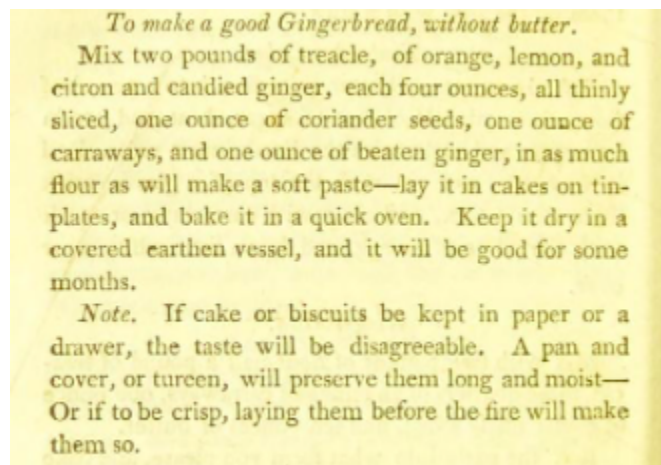 To make a good Gingerbread, without butter.
Mix two pounds of treacle, of orange, lemon, and
citron and candied ginger, each four ounces, all thinly
sliced, one ounce of coriander seeds, one ounce of
carraways, and one ounce of beaten ginger, in as much
flour as will make a soft paste—lay it in cakes on tin-
plates, and bake it in a quick oven. Keep it dry in a
covered earthen vessel, and it will be good for some
months.
Note. If cake or biscuits be kept in paper or a
drawer, the taste will be disagreeable. A pan and
cover, or tureen, will preserve them long and moist—
Or if to be crisp, laying them before the fire will make
them so.